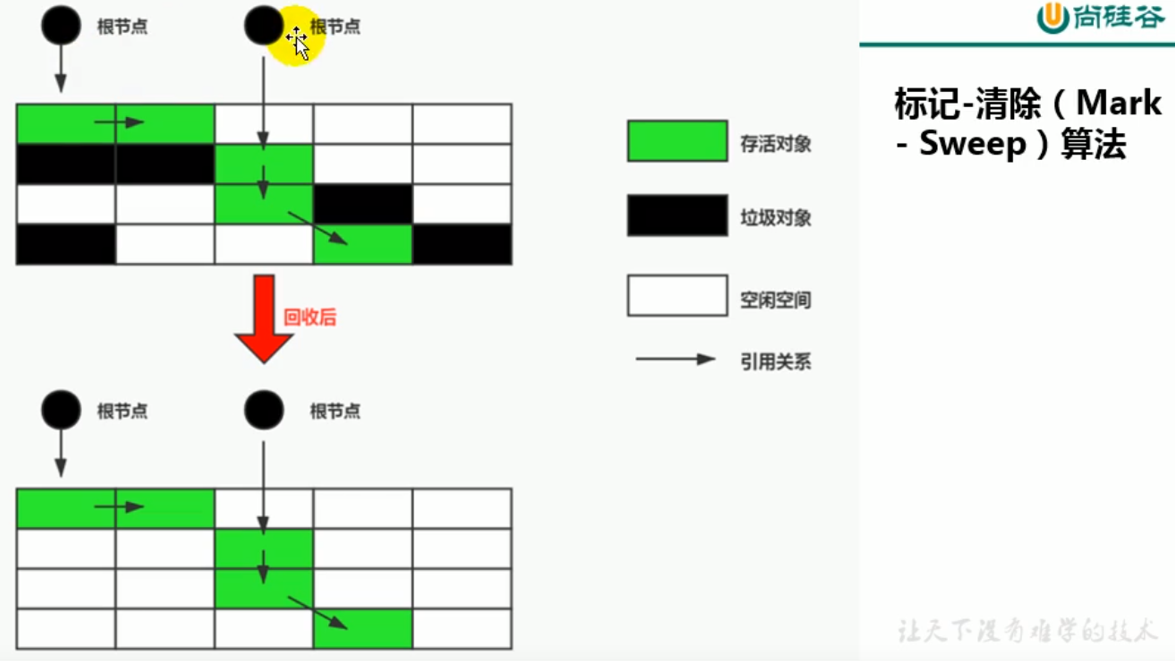 根节点
根节点
尚硅谷
标记-清除（Mark
- Sweep）算法
存活对象
垃圾对象
空闲空间
引用关系
回收后
根节点
根节点
让天下没有难学的技术